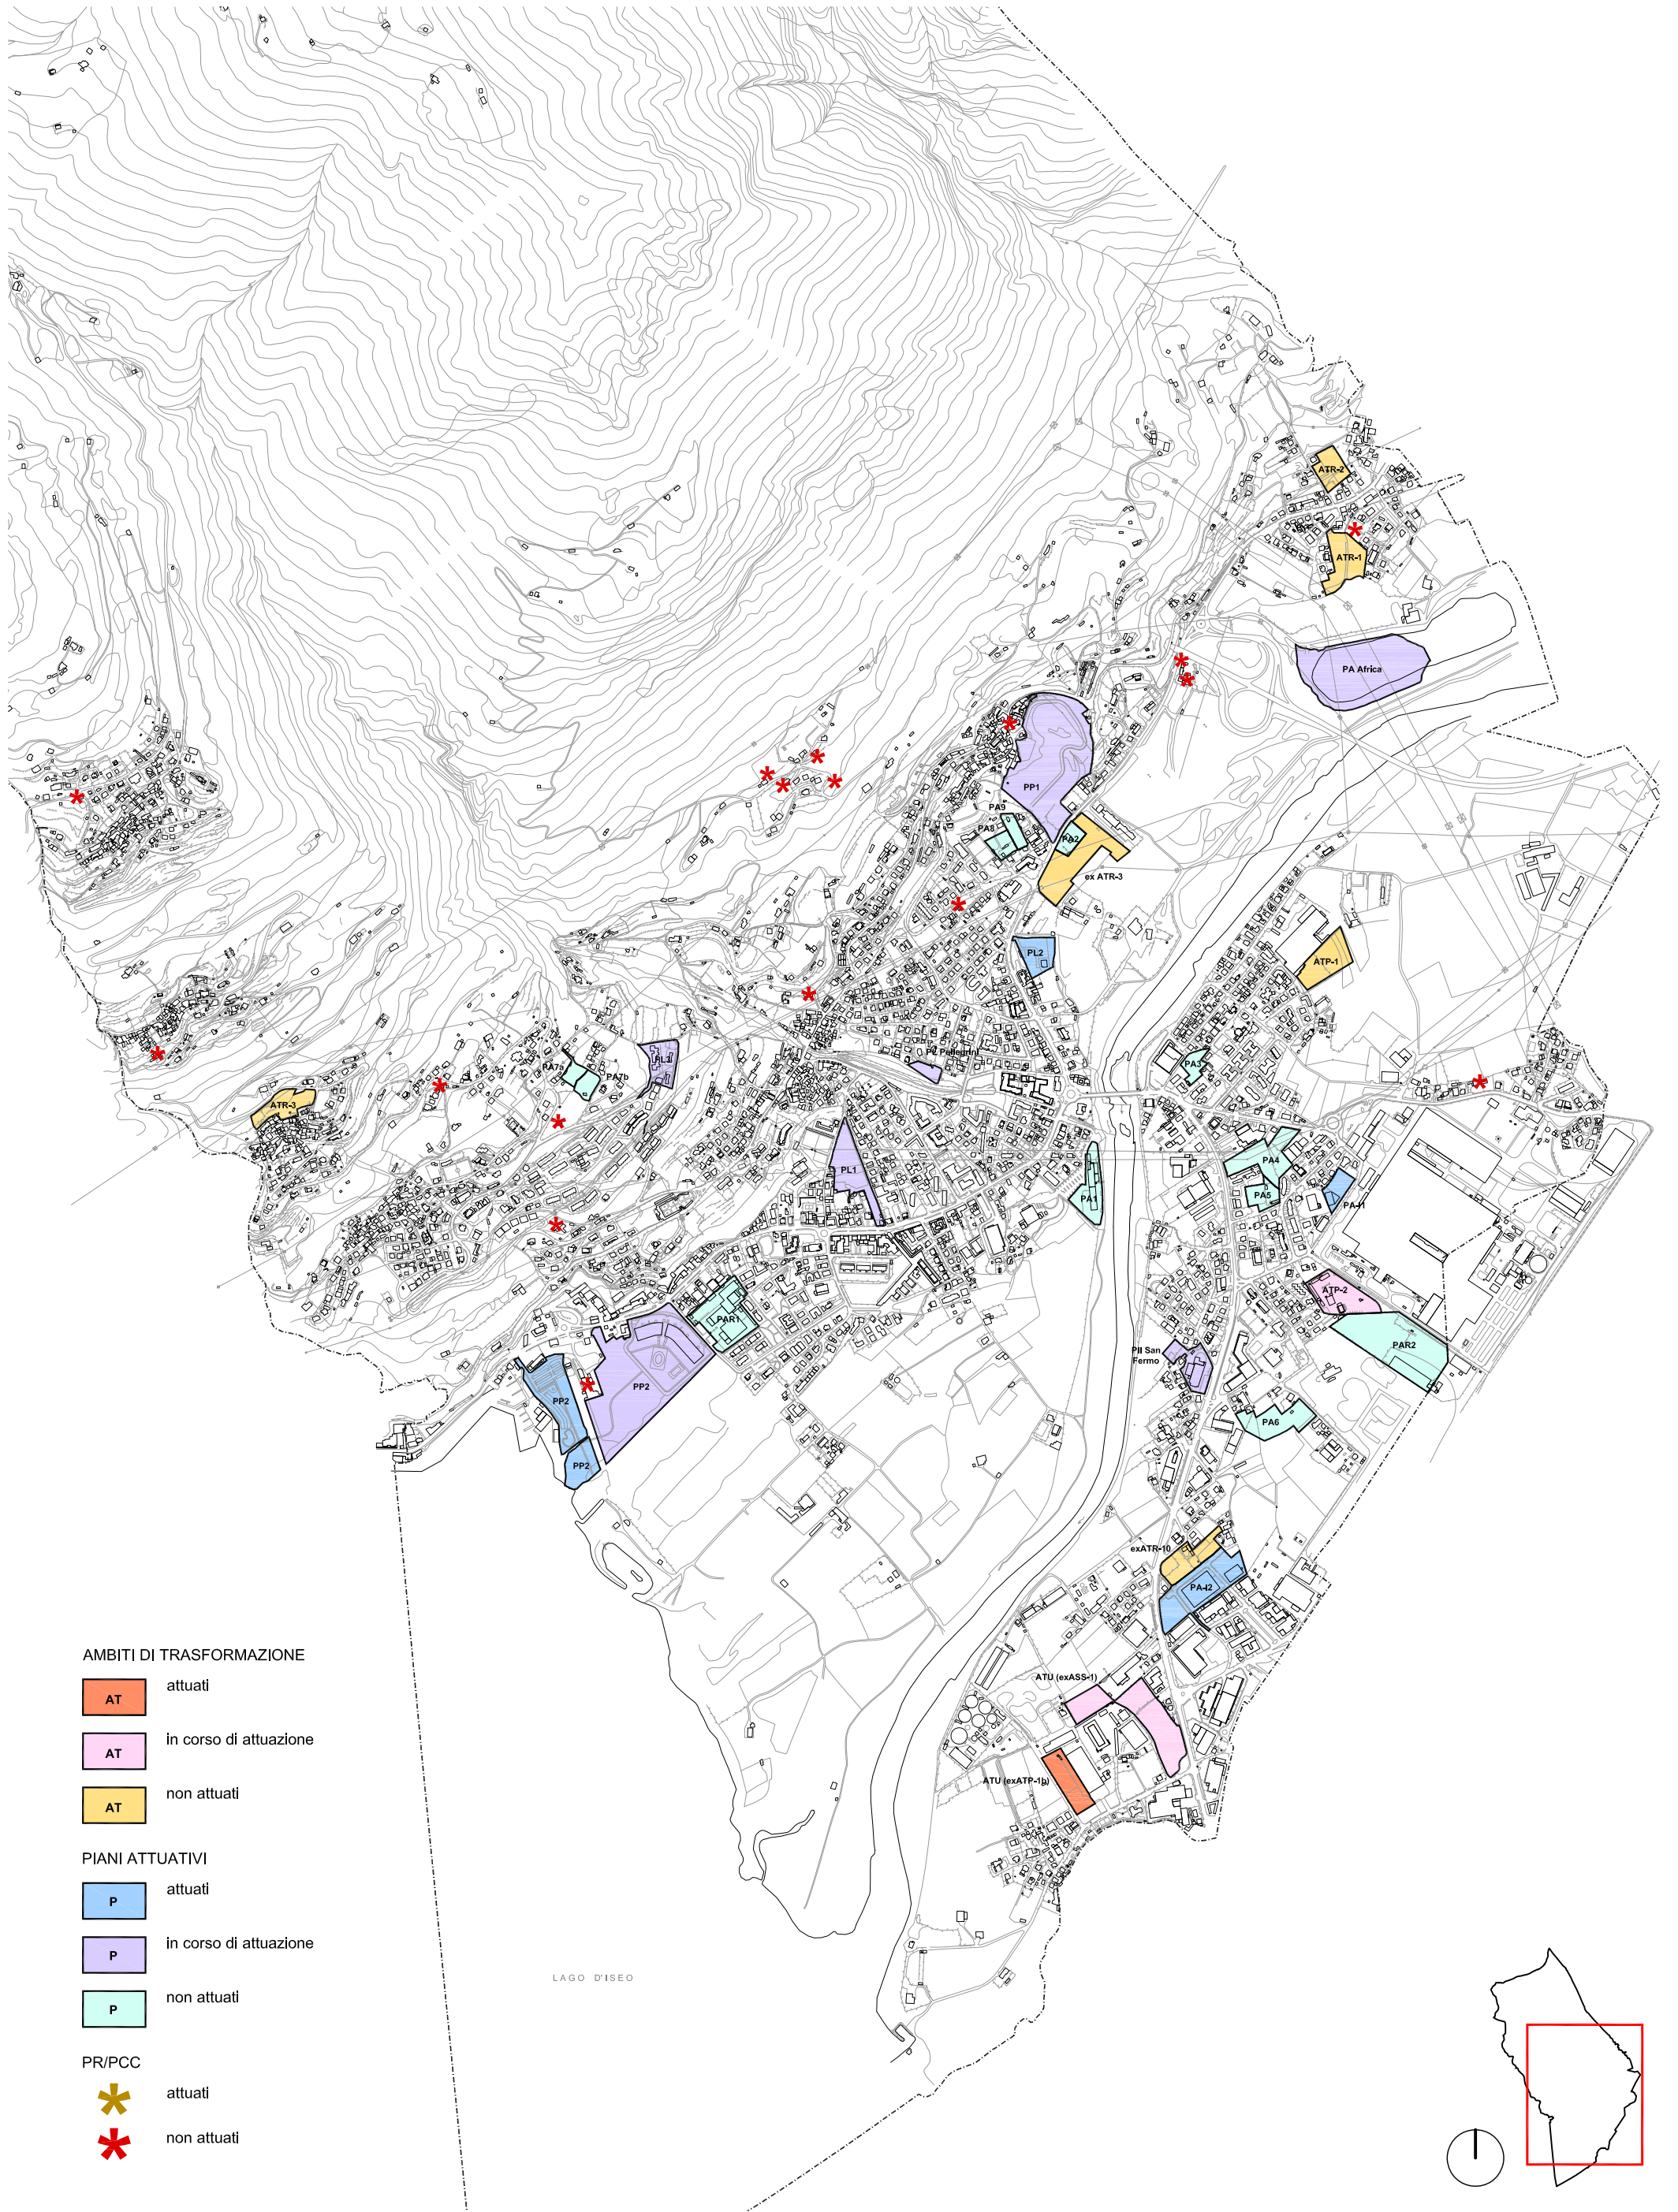 ATR-2
ATR-1
PA Africa
PP1
PA9
PA8
PA2
ex ATR-3
PL2
ATP-1
PL Pellegrini
PA3
PA7a
PA7b
PL3
ATR-3
PL1
PA4
PA5
PA1
PA-I1
ATP-2
PAR1
PAR2
PII San
Fermo
PP2
PP2
PA6
PP2
exATR-10
PA-I2
ATU (exASS-1)
ATU (exATP-1b)
AMBITI DI TRASFORMAZIONE
AT attuati
AT in corso di attuazione
AT non attuati
PIANI ATTUATIVI
P attuati
P in corso di attuazione
P non attuati
PR/PCC
attuati
non attuati
LAGO D'ISEO